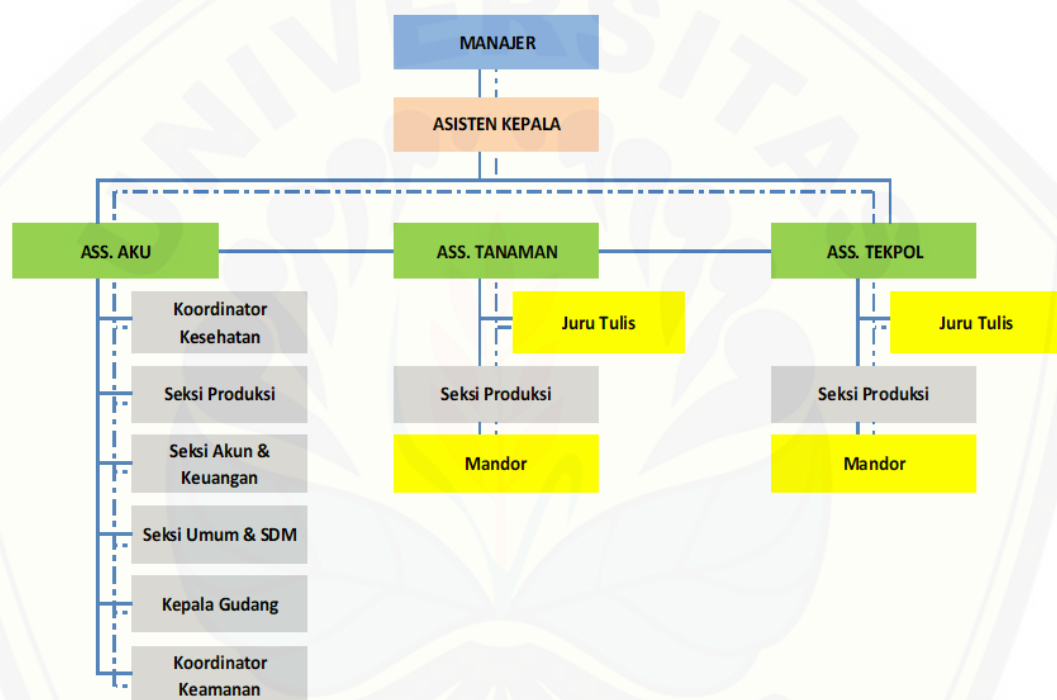 UNIVERSITAS
MANAJER
ASISTEN KEPALA
ASS. AKU
ASS. TANAMAN
ASS. TEKPOL
Koordinator
Kesehatan
Seksi Produksi
Seksi Akun &
Keuangan
Seksi Umum & SDM
Kepala Gudang
Koordinator
Keamanan
Juru Tulis
Seksi Produksi
Mandor
Juru Tulis
Seksi Produksi
Mandor